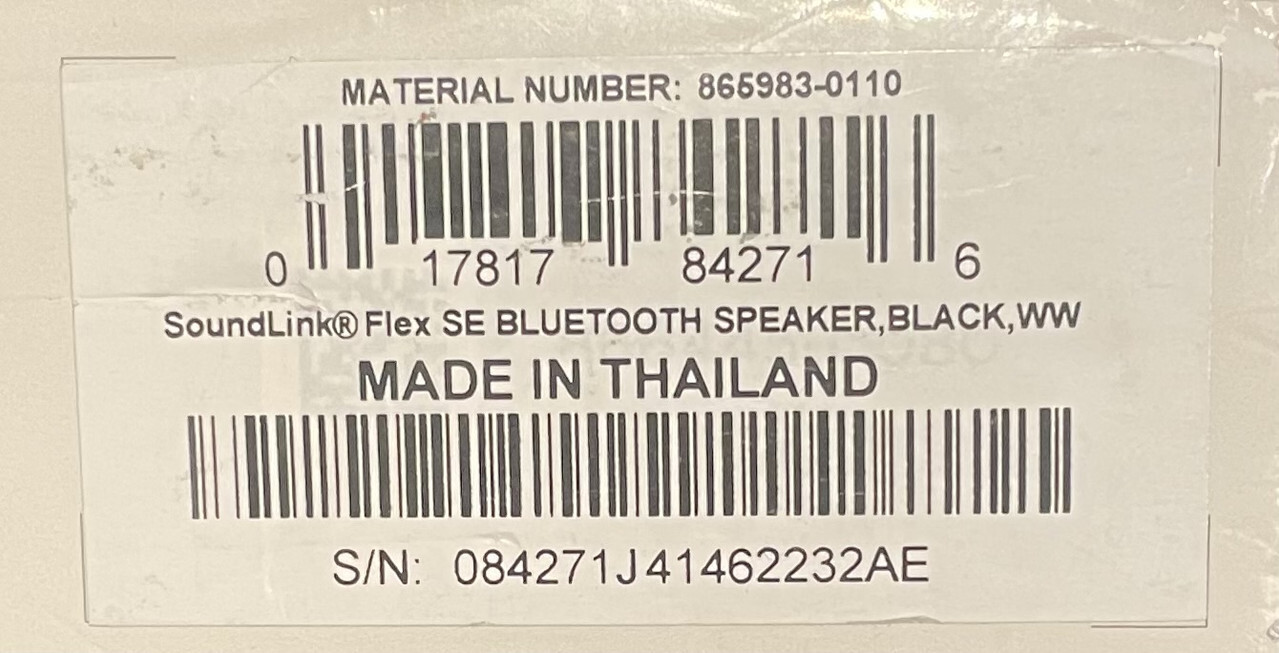 MATERIAL NUMBER: 865983-0110
0 17817 84271 6
SoundLink® Flex SE BLUETOOTH SPEAKER,BLACK,WW
MADE IN THAILAND
S/N: 084271J41462232AE